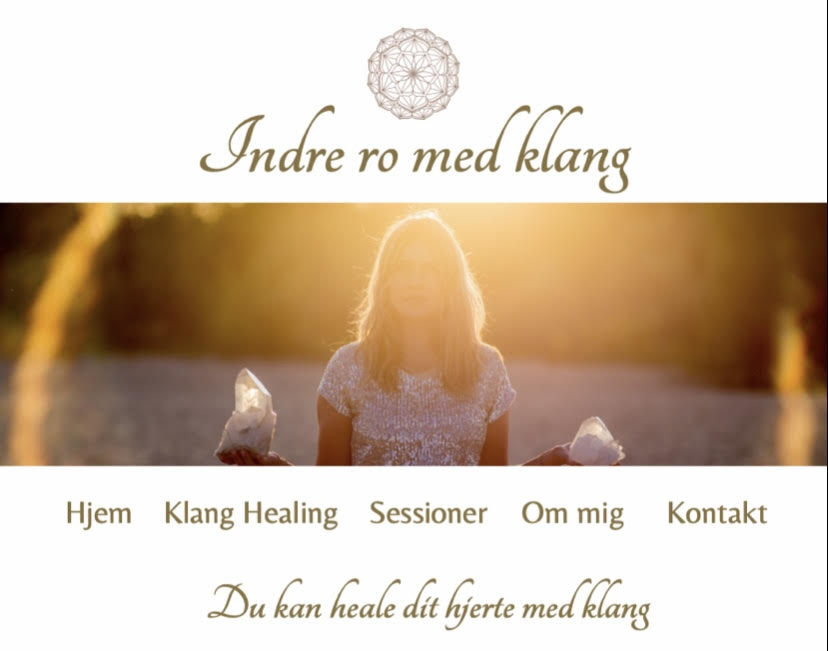 Indre ro med klang
Hjem Klang Healing Sessioner Om mig Kontakt
Du kan heale dit hjerte med klang